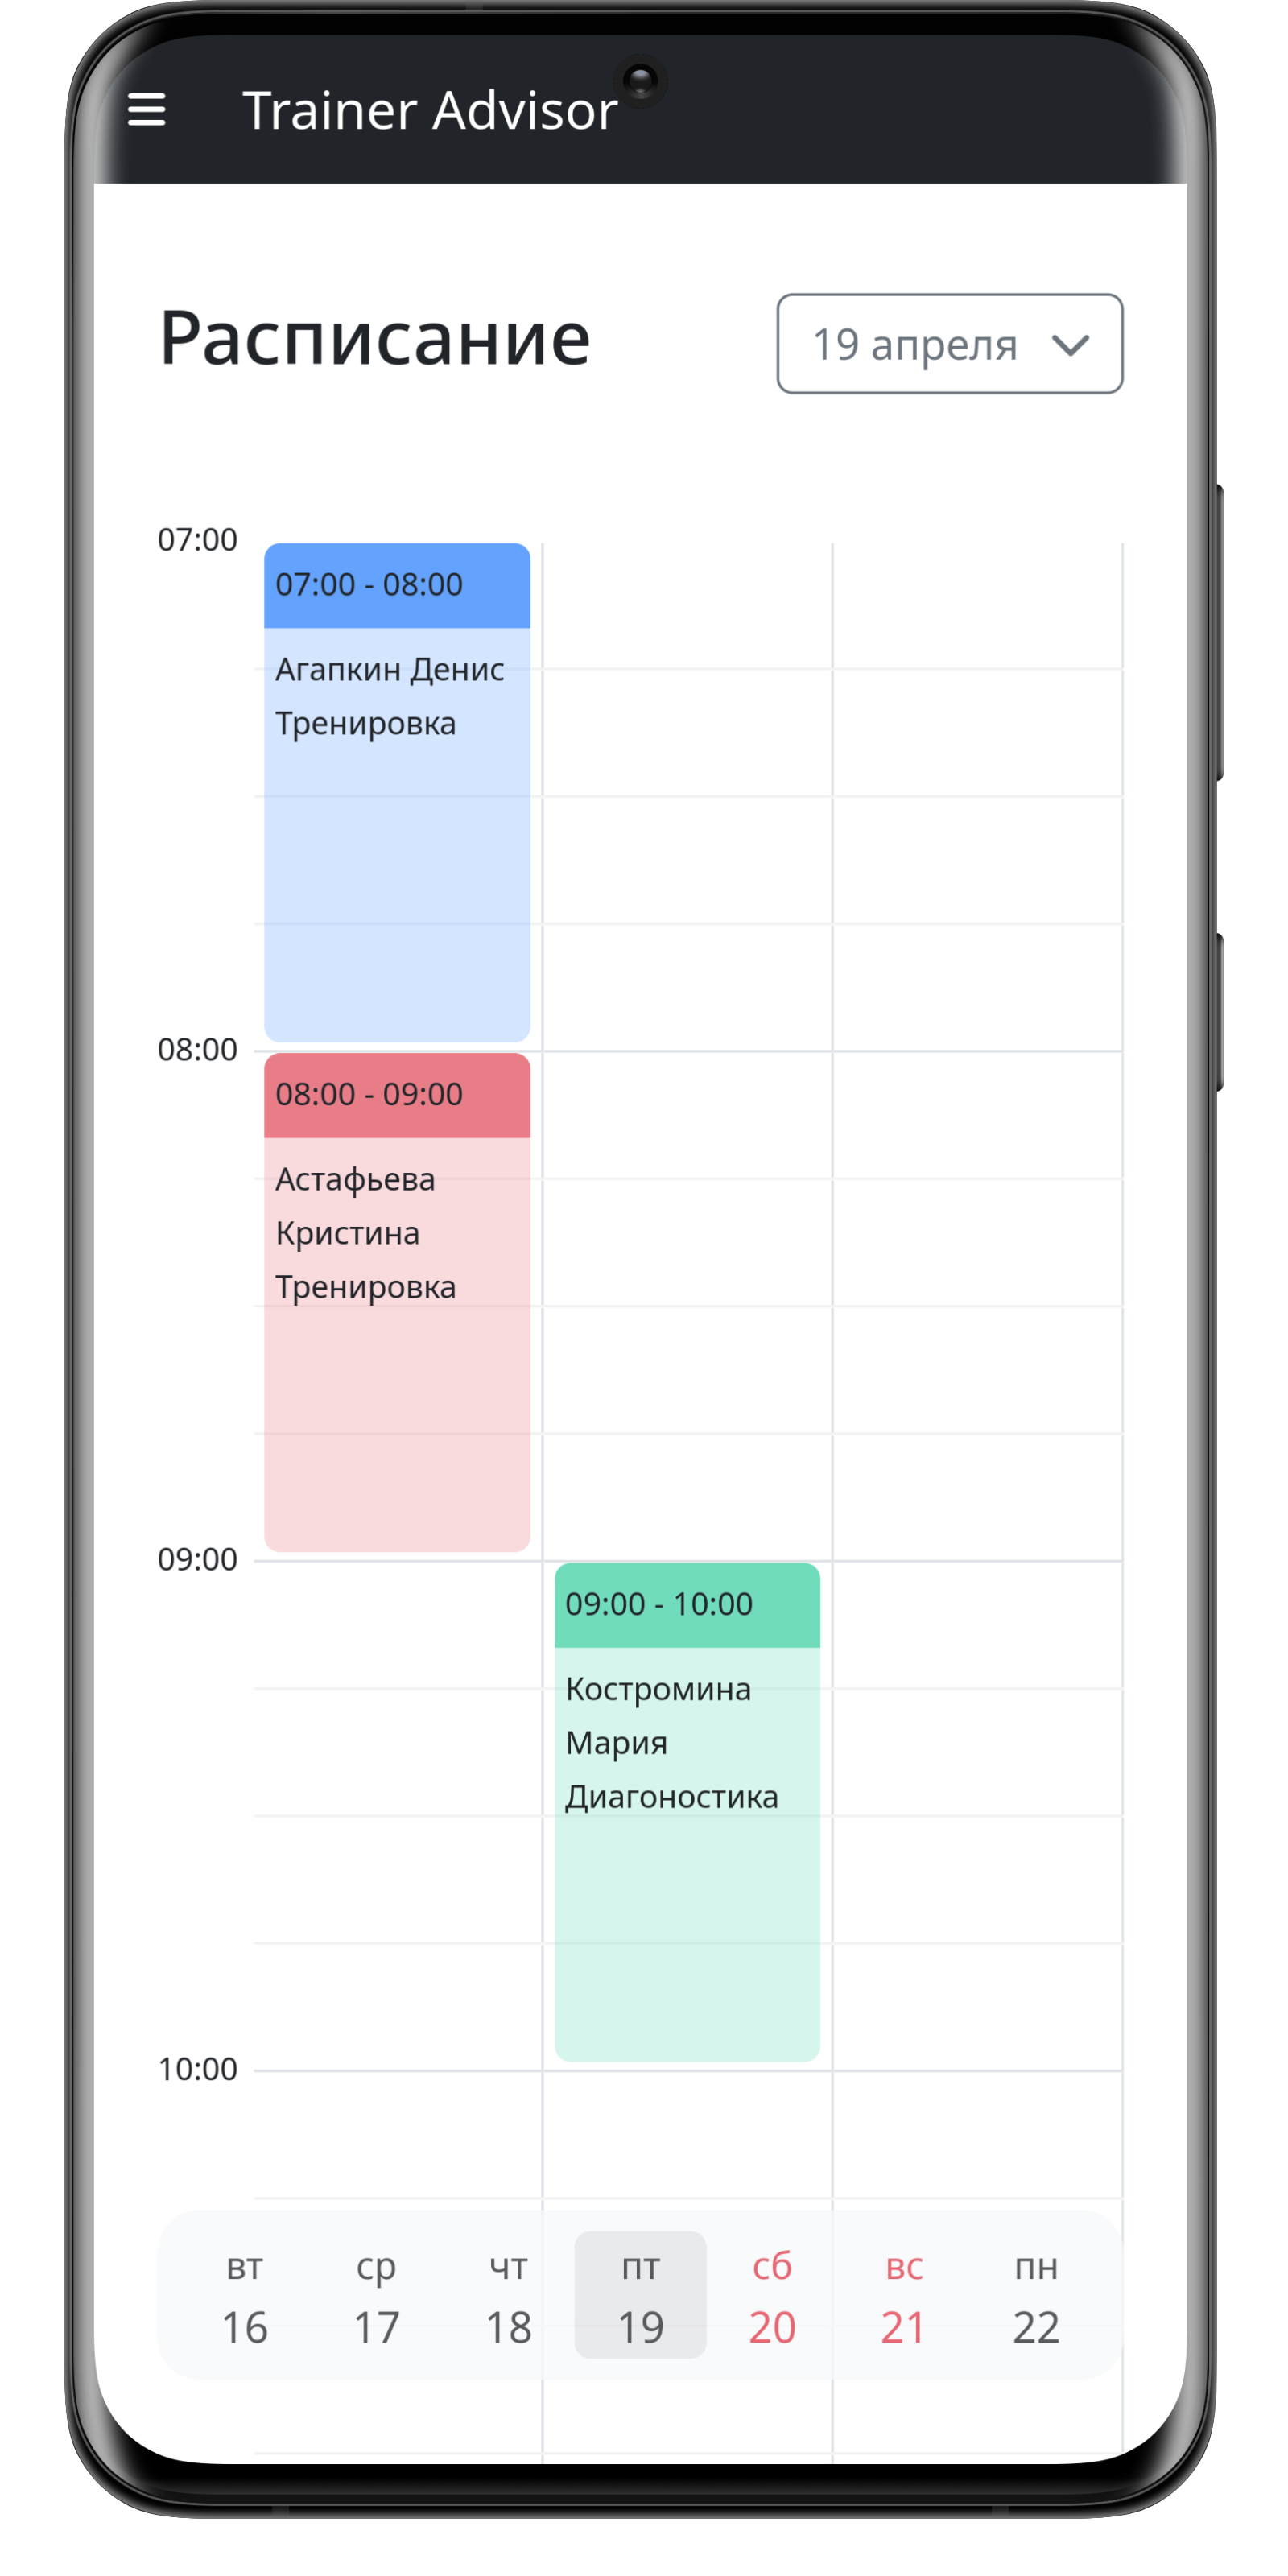 Trainer Advisor
Расписание
19 апреля
07:00
07:00 - 08:00
Агапкин Денис
Тренировка
08:00
08:00 - 09:00
Астафьева
Кристина
Тренировка
09:00
09:00 - 10:00
Костромина
Мария
Диагоностика
10:00
вт ср чт пт сб вс пн
16 17 18 19 20 21 22